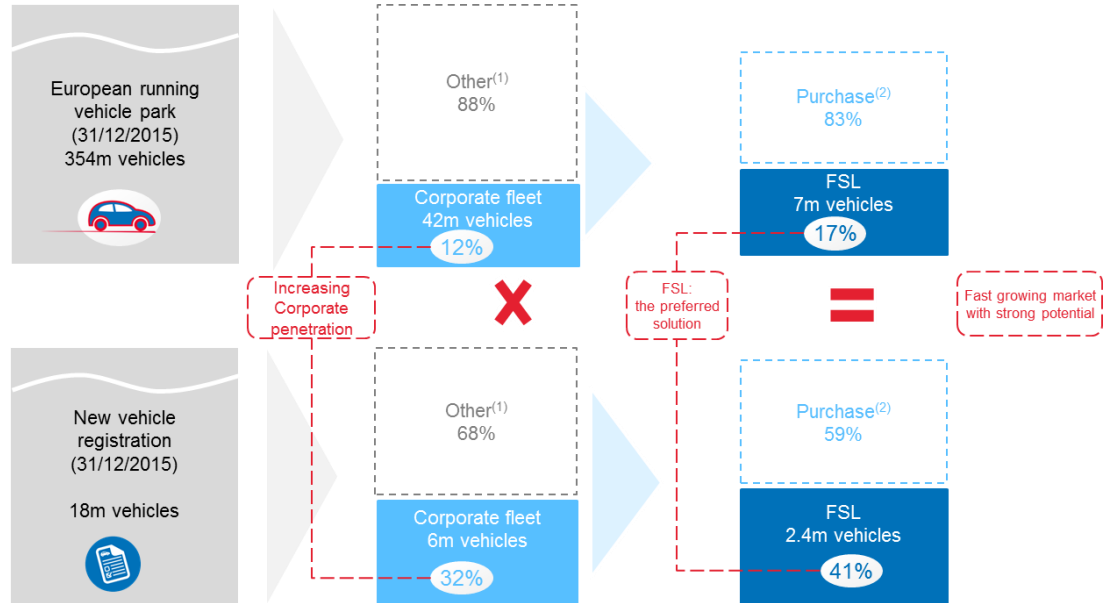 European running
vehicle park
(31/12/2015)
354m vehicles
Other(1)
88%
Corporate fleet
42m vehicles
12%
Purchase(2)
83%
FSL
7m vehicles
17%
Increasing
Corporate
penetration
FSL:
the preferred
solution
Fast growing market
with strong potential
New vehicle
registration
(31/12/2015)
18m vehicles
Other(1)
68%
Corporate fleet
6m vehicles
32%
Purchase(2)
59%
FSL
2.4m vehicles
41%